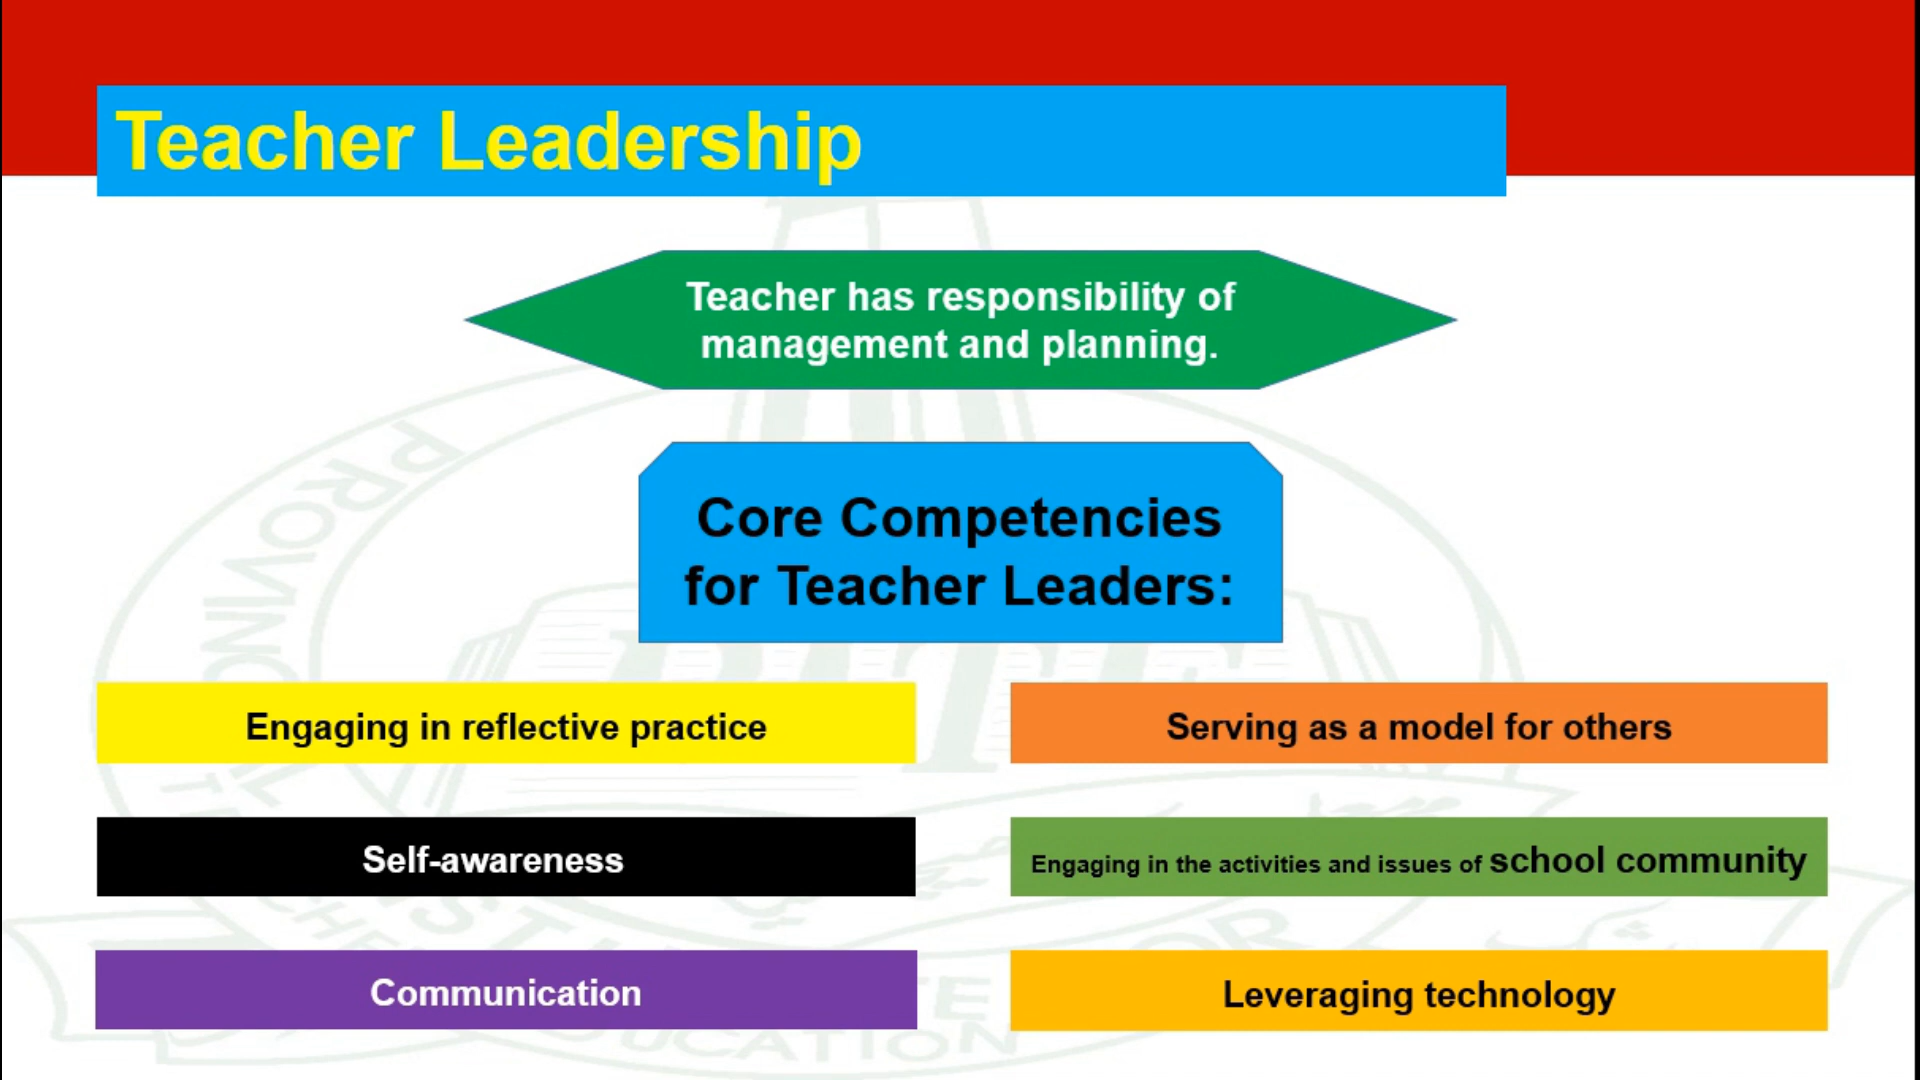 Teacher Leadership
Teacher has responsibility of
management and planning.
Core Competencies
for Teacher Leaders:
Engaging in reflective practice
Serving as a model for others
Self-awareness
Engaging in the activities and issues of school community
Communication
Leveraging technology